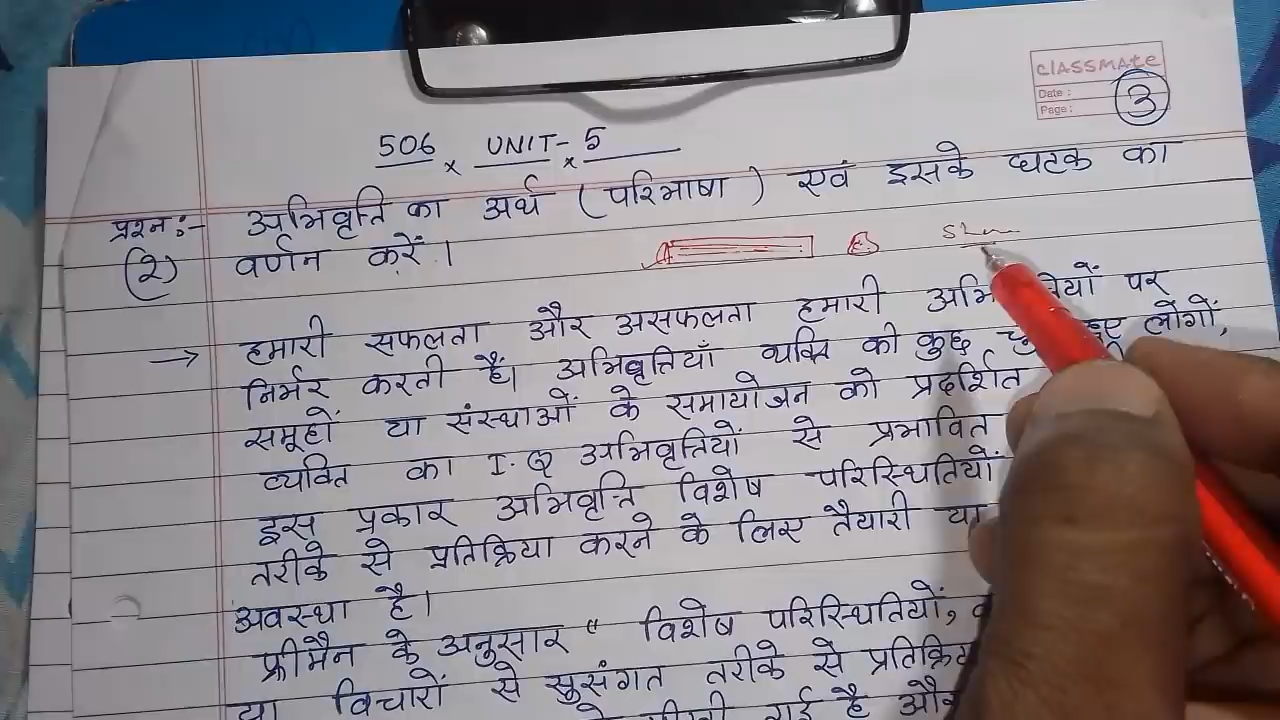 classmate
Date :
Page : 3
506 x UNIT- x 5
प्रश्न:- अभिवृत्ति का अर्थ ( परिभाषा ) एवं इसके घटक का
(2) वर्णन करें।
→ हमारी सफलता और असफलता हमारी पर
निर्भर करती हैं। अभिवृत्तियाँ व्यक्ति की कुछ लोगों,
समूहों या संस्थाओं के समायोजन को प्रदर्शित
व्यक्ति का I.Q अभिवृत्तियों से प्रभावित
इस प्रकार अभिवृत्ति विशेष परिस्थितियों
तरीके से प्रतिक्रिया करने के लिए तैयारी या
अवस्था है।
फ्रीमैन के अनुसार " विशेष परिस्थितियों,
या विचारों से सुसंगत तरीके से
गई है और